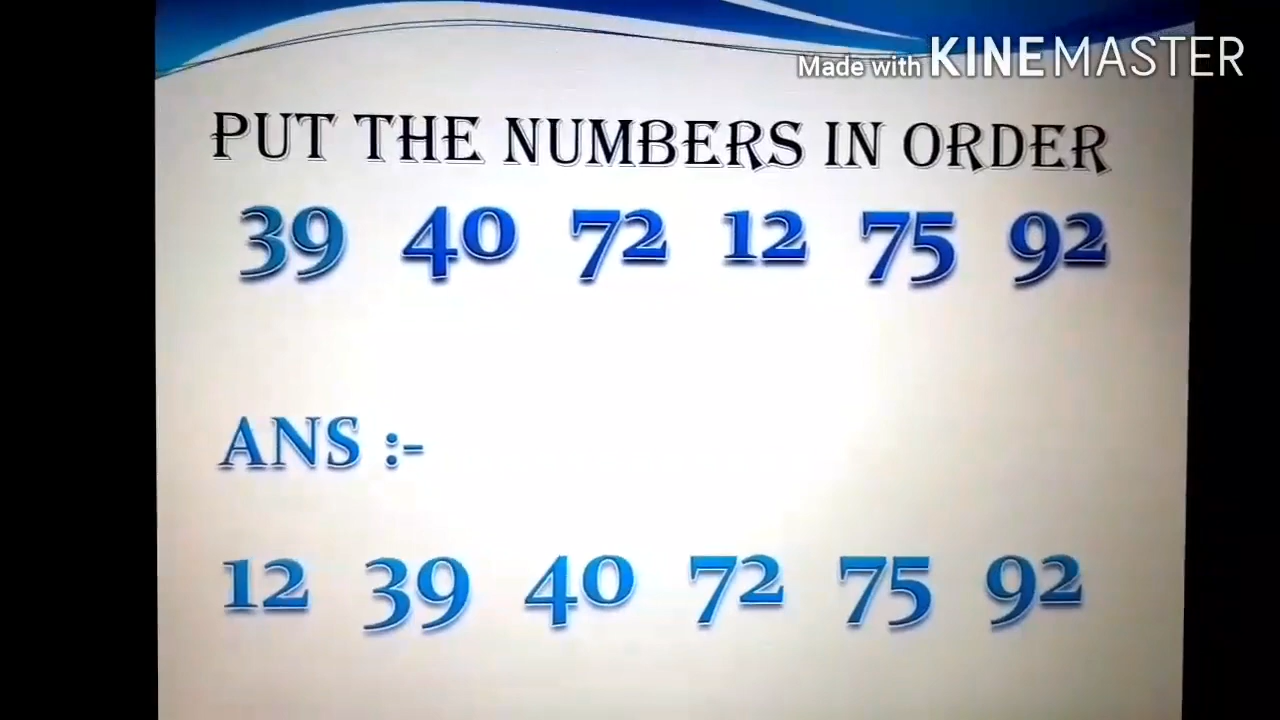 Made with KINEMASTER
PUT THE NUMBERS IN ORDER
39 40 72 12 75 92
ANS :-
12 39 40 72 75 92